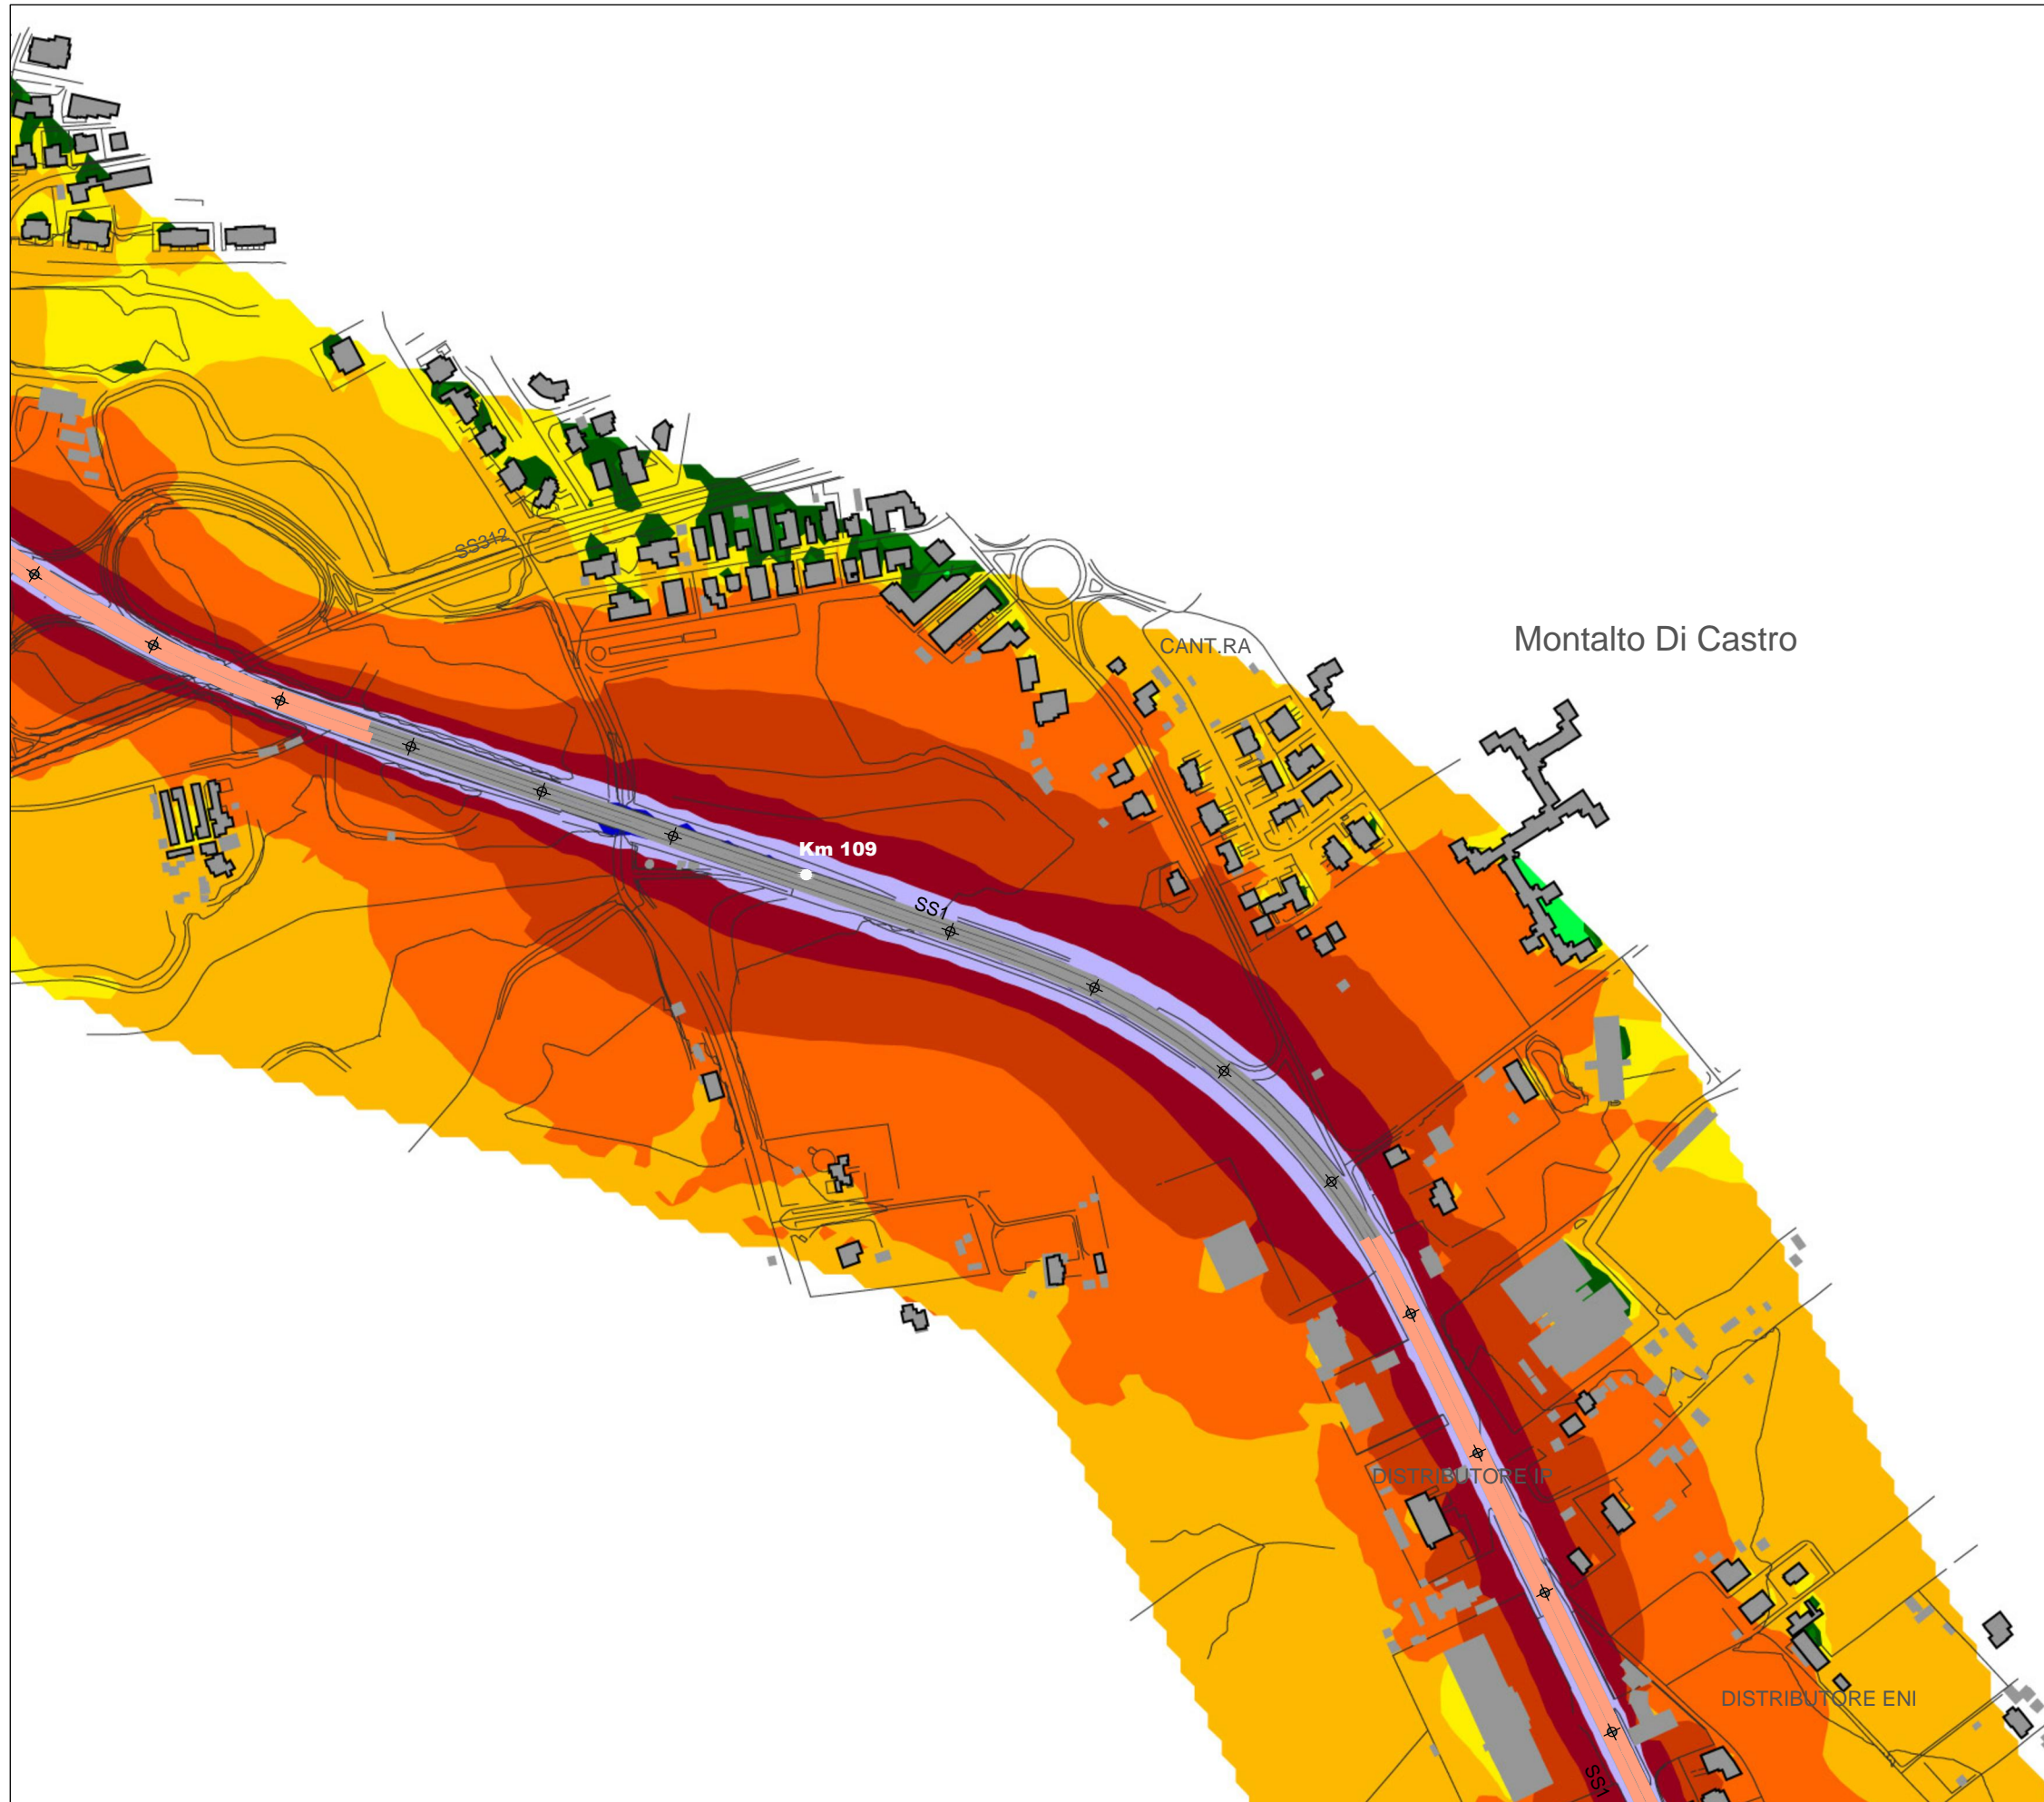 SS312
Montalto Di Castro
CANT.RA
Km 109
SS1
DISTRIBUTORE IP
DISTRIBUTORE ENI
SS1